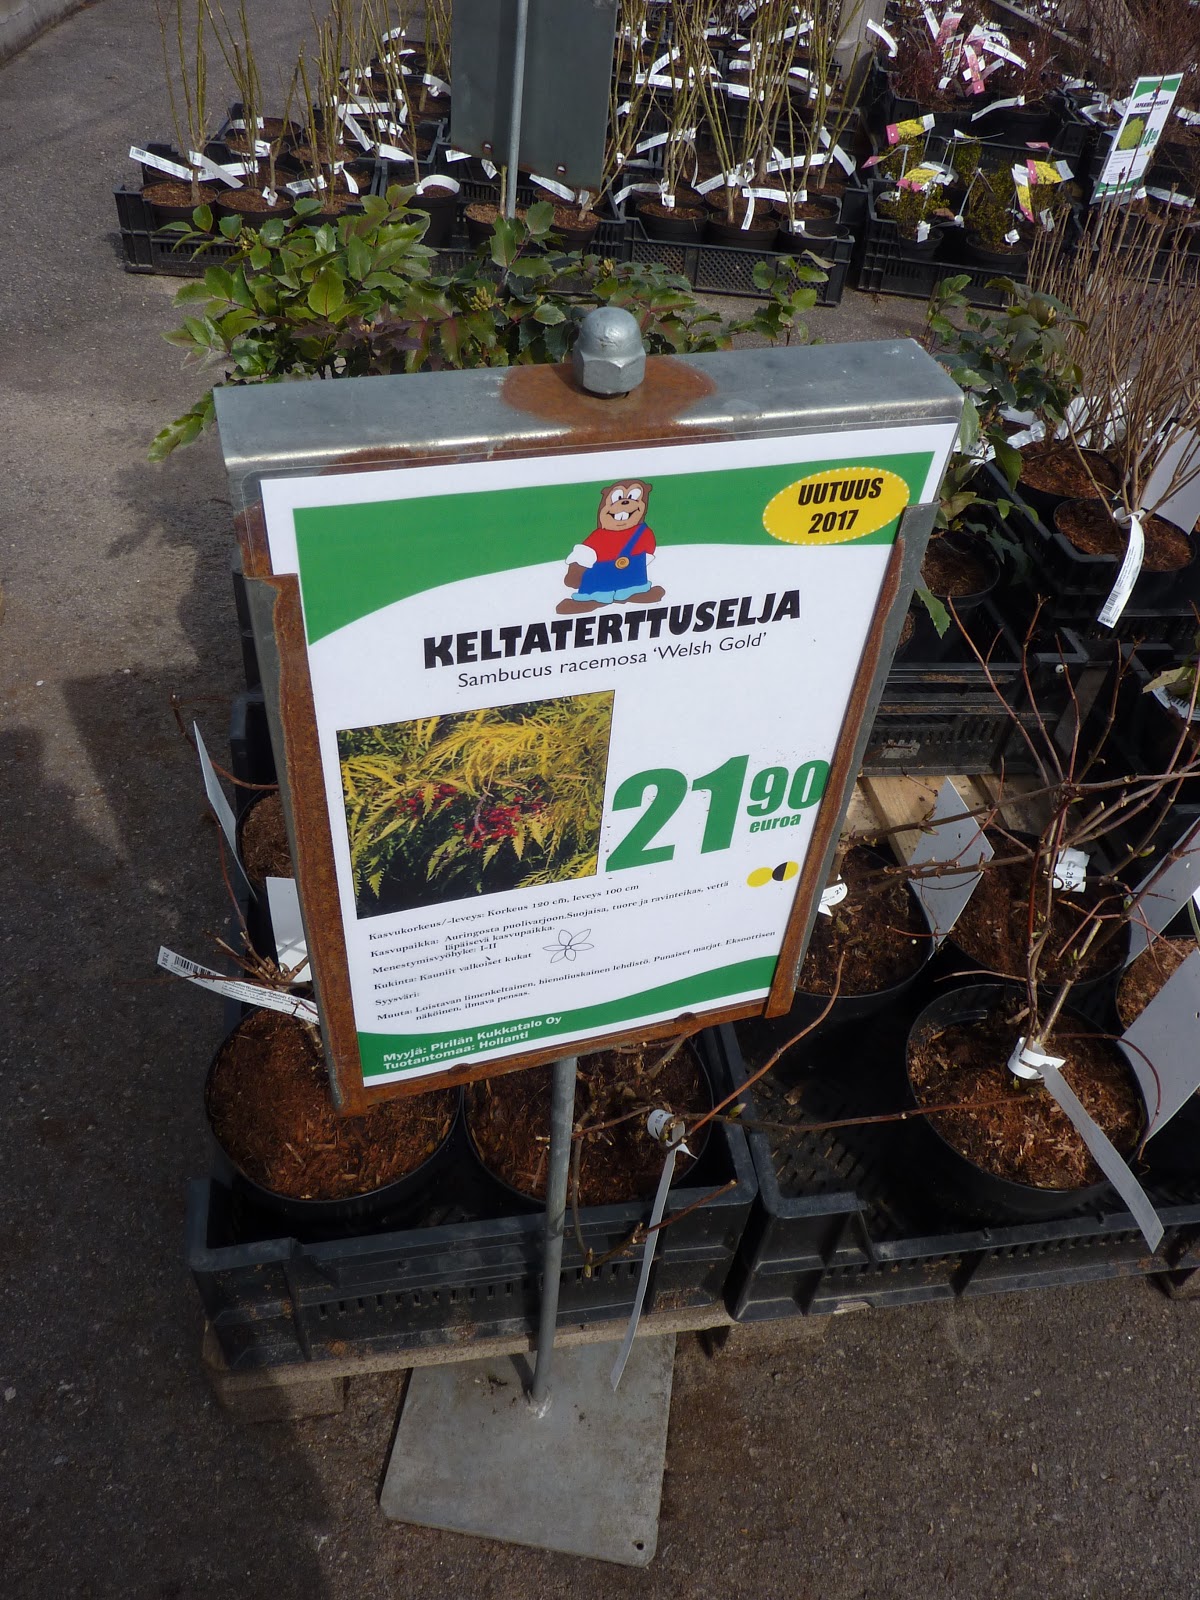 UUTUUS
2017
KELTATERTTUSELJA
Sambucus racemosa 'Welsh Gold'
21 90
euroa
Kasvukorkeus/-leveys: Korkeus 120 cm, leveys 100 cm
Kasvupaikka: Auringosta puolivarjoon.Suojaisa, tuore ja ravinteikas, vettä
läpäisevä kasvupaikka.
Menestymisvyöhyke: I-II
Kukinta: Kauniit valkoiset kukat
Syysväri:
Muuta: Loistavan limenkeltainen, hienoliuskainen lehdistö. Punaiset marjat. Eksoottisen
näköinen, ilmava pensas.
Myyjä: Pirilän Kukkatalo Oy
Tuotantomaa: Hollanti